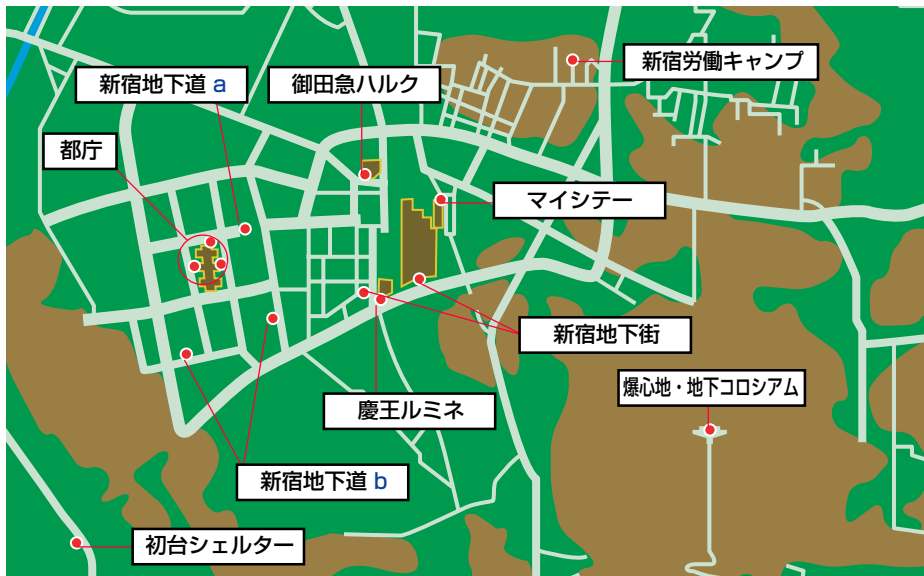 新宿労働キャンプ
新宿地下道 a
御田急ハルク
都庁
マイシテー
新宿地下街
爆心地・地下コロシアム
慶王ルミネ
新宿地下道 b
初台シェルター